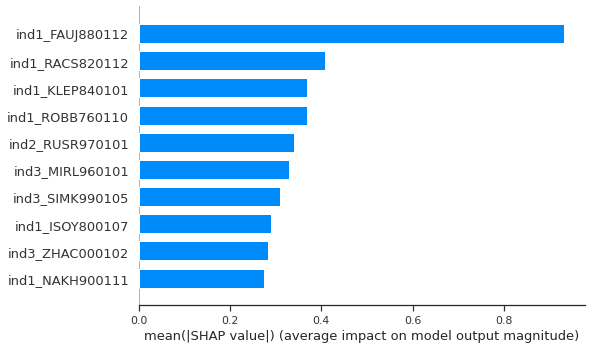 ind1_FAUJ880112
ind1_RACS820112
ind1_KLEP840101
ind1_ROBB760110
ind2_RUSR970101
ind3_MIRL960101
ind3_SIMK990105
ind1_ISOY800107
ind3_ZHAC000102
ind1_NAKH900111
0.0 0.2 0.4 0.6 0.8
mean(|SHAP value|) (average impact on model output magnitude)